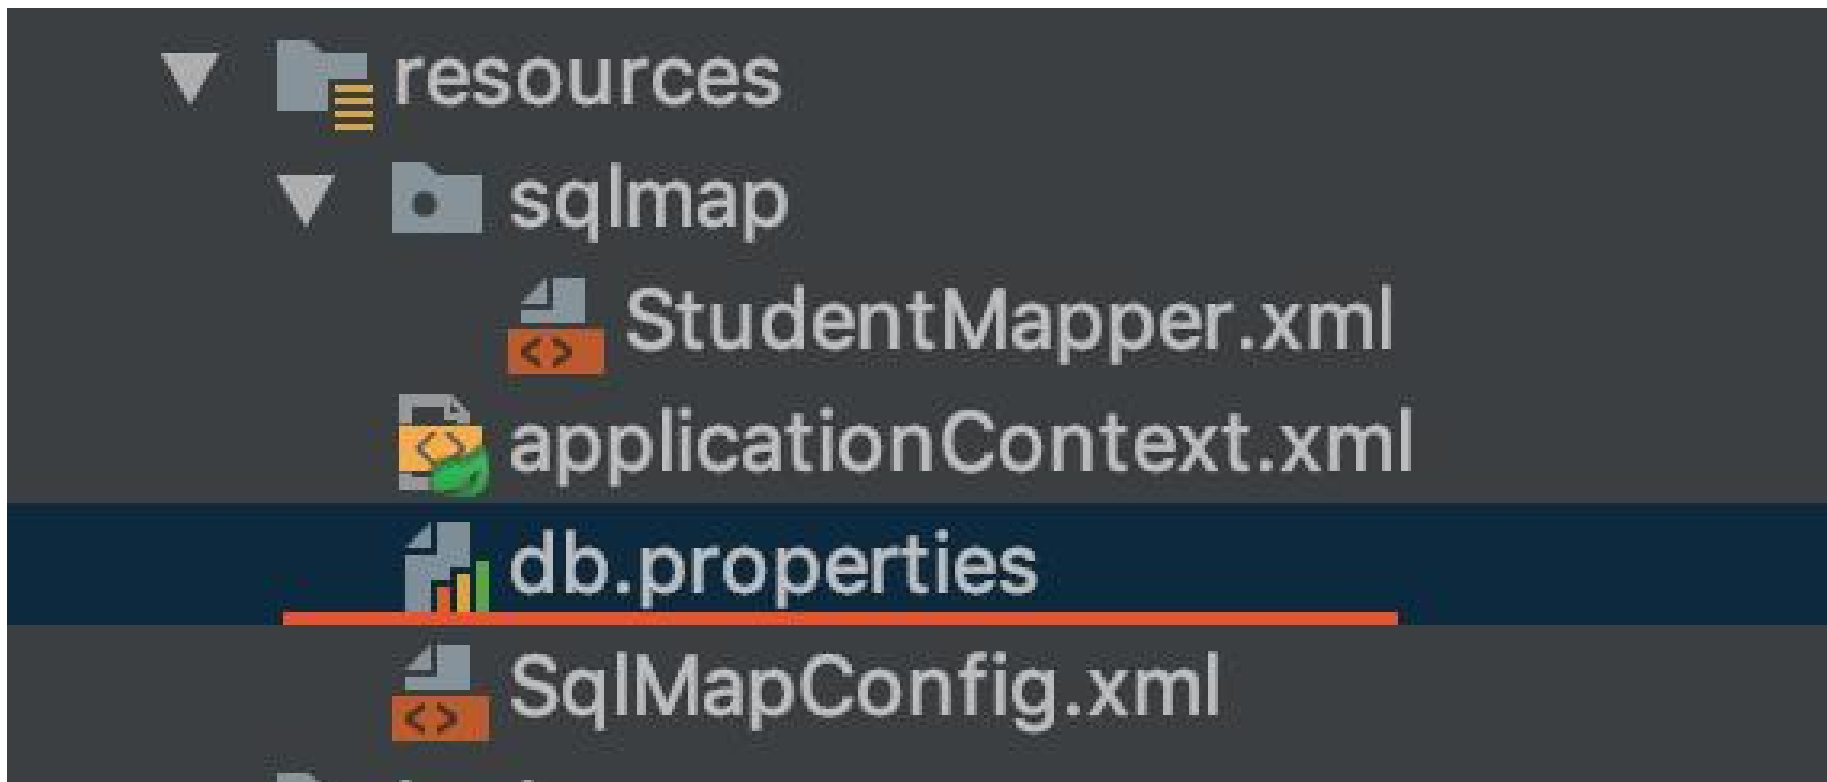 resources
sqlmap
StudentMapper.xml
applicationContext.xml
db.properties
SqlMapConfig.xml